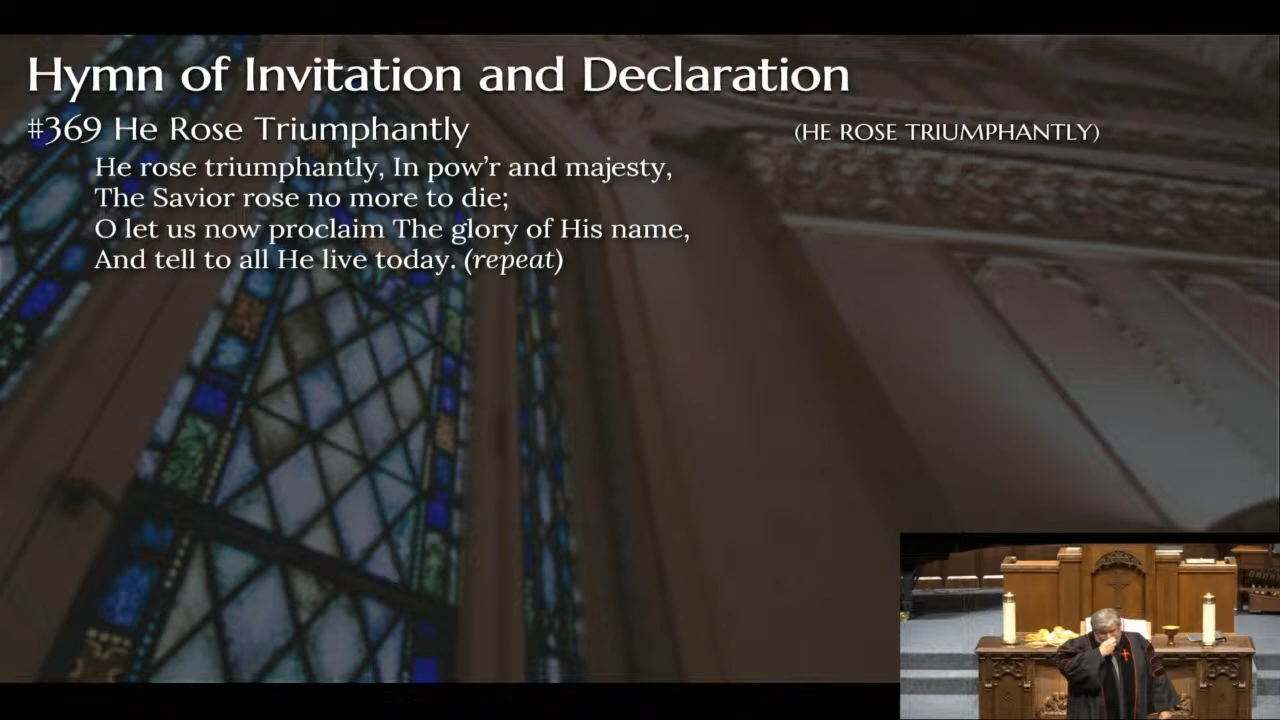 Hymn of Invitation and Declaration
#369 He Rose Triumphantly (HE ROSE TRIUMPHANTLY)
He rose triumphantly, In pow’r and majesty,
The Savior rose no more to die;
O let us now proclaim The glory of His name,
And tell to all He live today. (repeat)